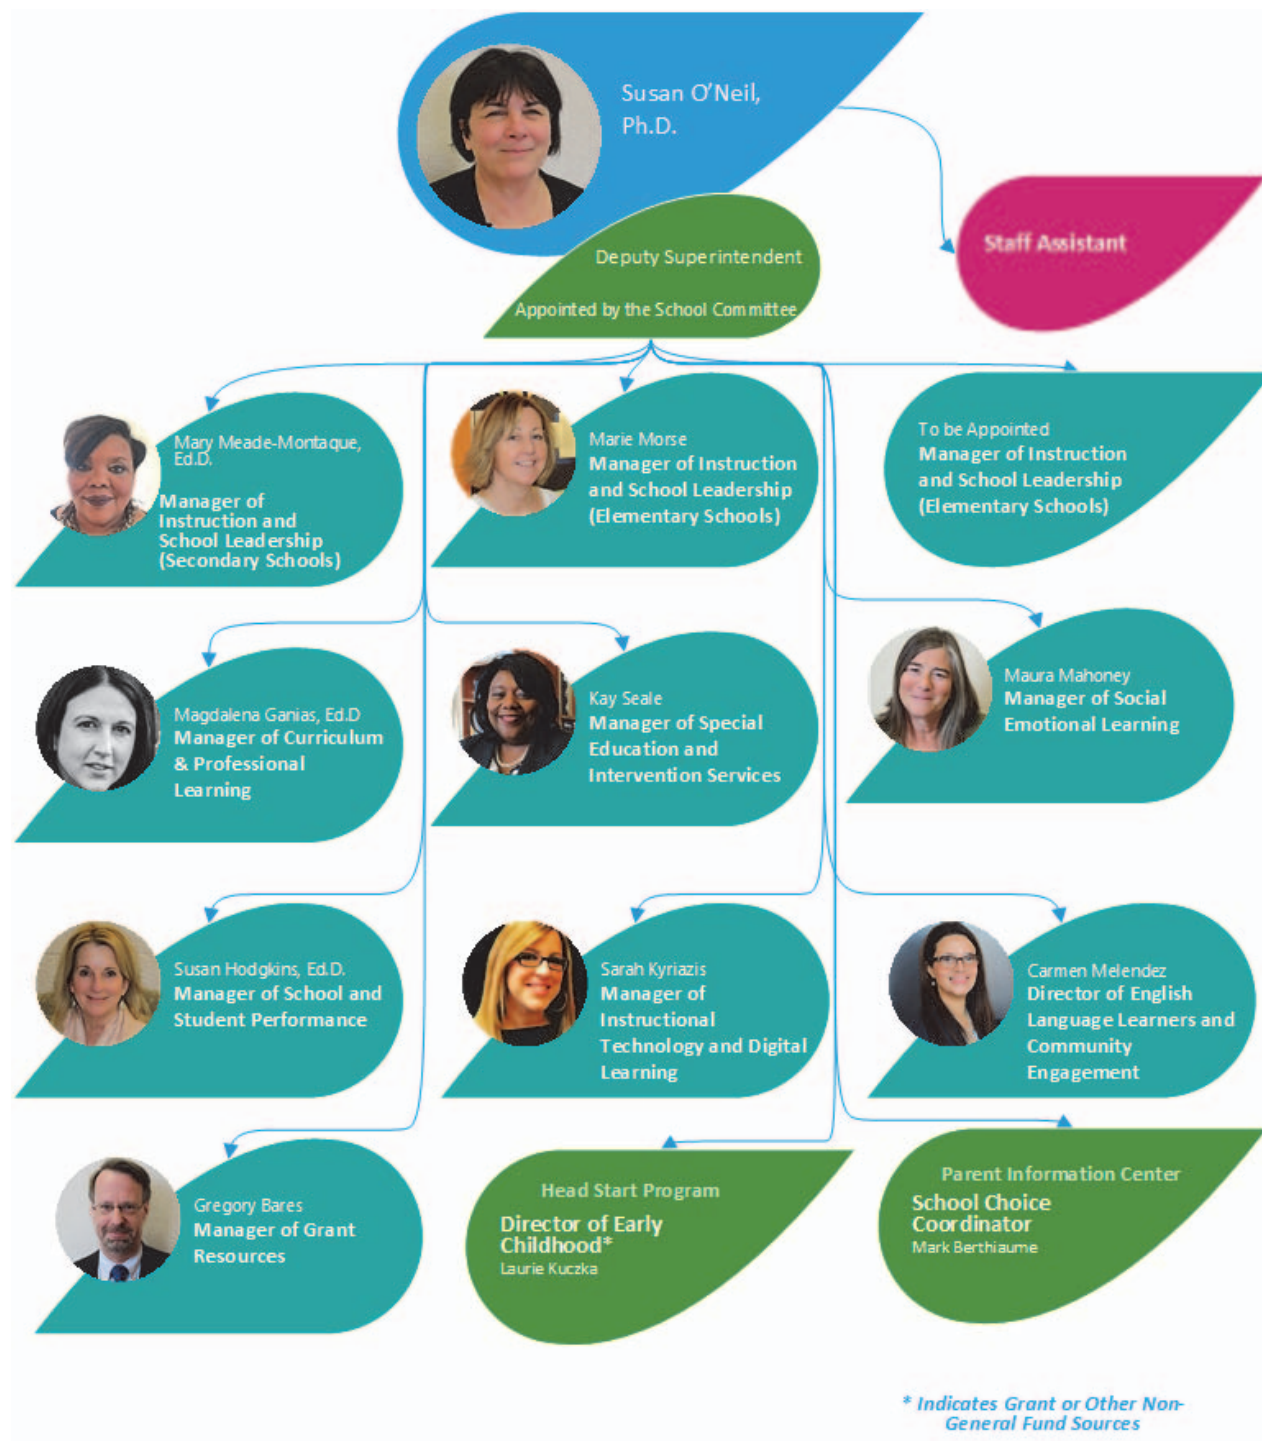 Susan O'Neil,
Ph.D.
Staff Assistant
Deputy Superintendent
Appointed by the School Committee
Mary Meade-Montaque,
Ed.D.
Manager of
Instruction and
School Leadership
(Secondary Schools)
Marie Morse
Manager of Instruction
and School Leadership
(Elementary Schools)
To be Appointed
Manager of Instruction
and School Leadership
(Elementary Schools)
Magdalena Ganias, Ed.D
Manager of Curriculum
& Professional
Learning
Kay Seale
Manager of Special
Education and
Intervention Services
Maura Mahoney
Manager of Social
Emotional Learning
Susan Hodgkins, Ed.D.
Manager of School and
Student Performance
Sarah Kyriazis
Manager of
Instructional
Technology and Digital
Learning
Carmen Melendez
Director of English
Language Learners and
Community
Engagement
Gregory Bares
Manager of Grant
Resources
Head Start Program
Director of Early
Childhood*
Laurie Kuczka
Parent Information Center
School Choice
Coordinator
Mark Berthiaume
* Indicates Grant or Other Non-
General Fund Sources